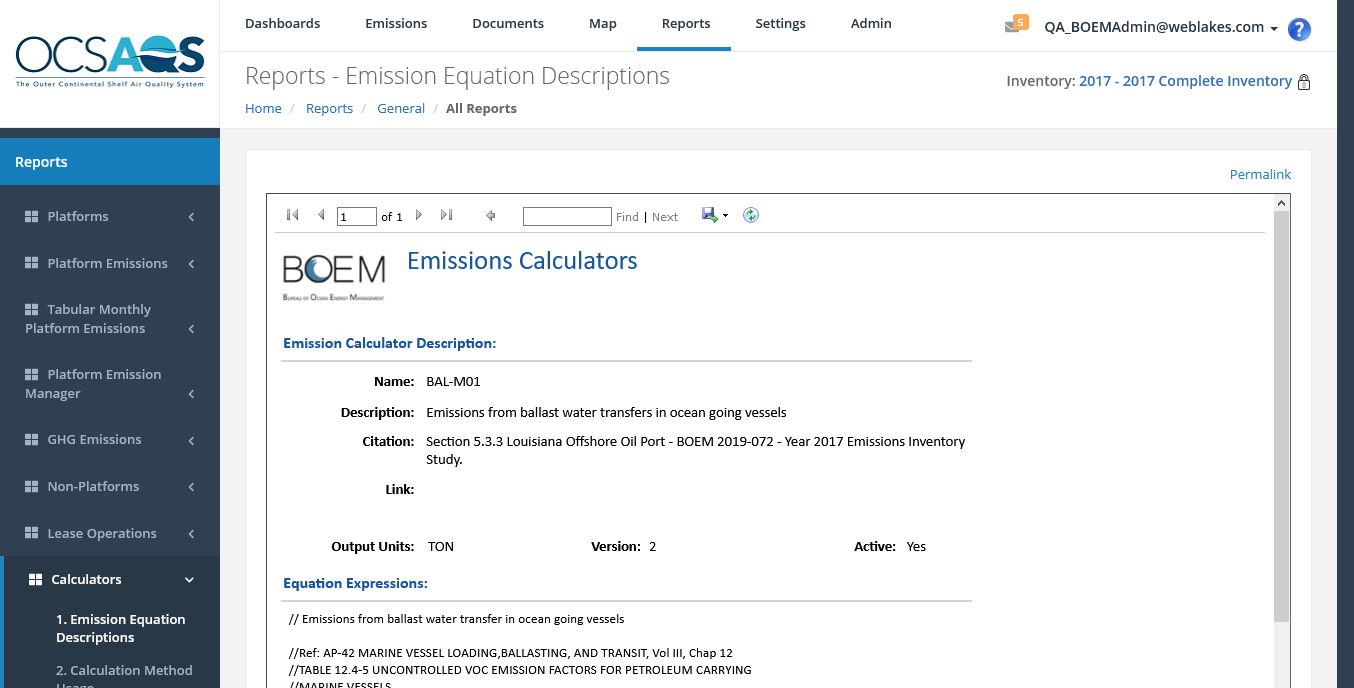 OCSAQS
The Outer Continental Shelf Air Quality System
Dashboards Emissions Documents Map Reports Settings Admin
5 QA_BOEMAdmin@weblakes.com ?
Reports - Emission Equation Descriptions
Inventory: 2017 - 2017 Complete Inventory
Home / Reports / General / All Reports
Reports
Platforms
Platform Emissions
Tabular Monthly
Platform Emissions
Platform Emission
Manager
GHG Emissions
Non-Platforms
Lease Operations
Calculators
1. Emission Equation
Descriptions
2. Calculation Method
Usage
Permalink
1 of 1 Find | Next
BOEM
Bureau of Ocean Energy Management
Emissions Calculators
Emission Calculator Description:
Name: BAL-M01
Description: Emissions from ballast water transfers in ocean going vessels
Citation: Section 5.3.3 Louisiana Offshore Oil Port - BOEM 2019-072 - Year 2017 Emissions Inventory
Study.
Link:
Output Units: TON Version: 2 Active: Yes
Equation Expressions:
// Emissions from ballast water transfer in ocean going vessels
//Ref: AP-42 MARINE VESSEL LOADING,BALLASTING, AND TRANSIT, Vol III, Chap 12
//TABLE 12.4-5 UNCONTROLLED VOC EMISSION FACTORS FOR PETROLEUM CARRYING
//MARINE VESSELS